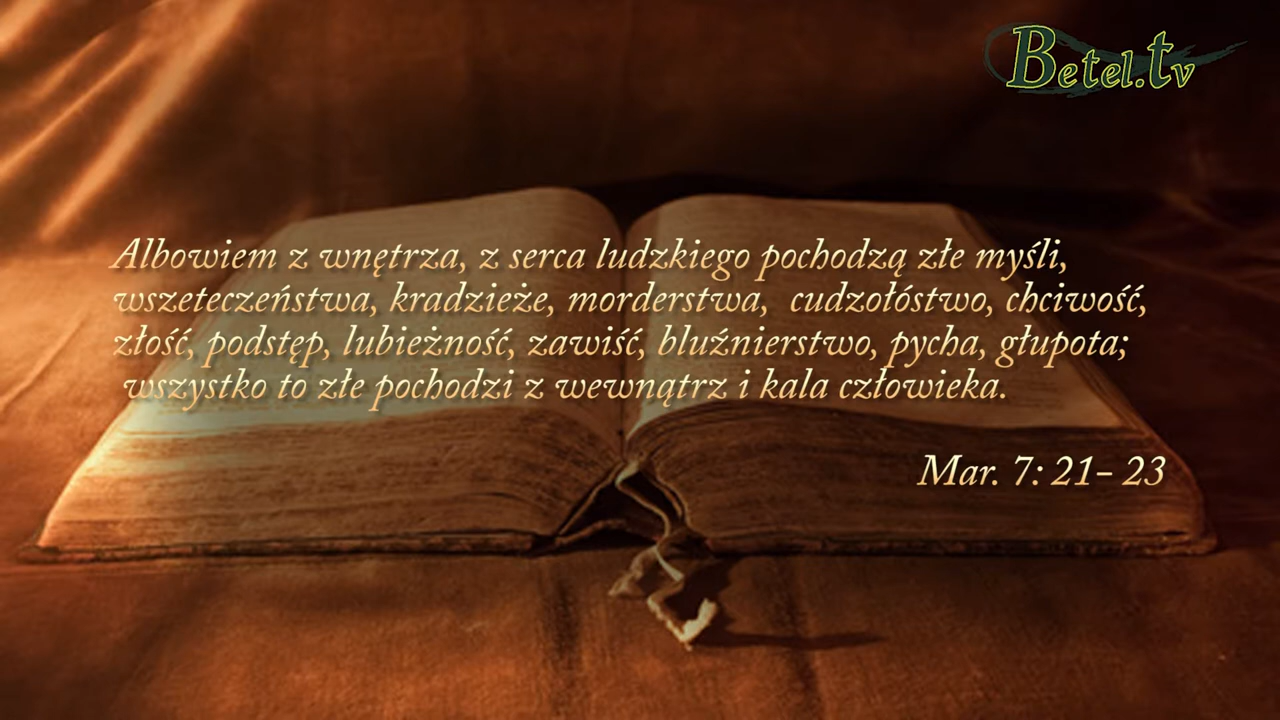 Betel.tv
Albowiem z wnętrza, z serca ludzkiego pochodzą złe myśli,
wszeteczeństwa, kradzieże, morderstwa, cudzołóstwo, chciwość,
złość, podstęp, lubieżność, zawiść, bluźnierstwo, pycha, głupota;
wszystko to złe pochodzi z wewnątrz i kala człowieka.
Mar. 7: 21- 23